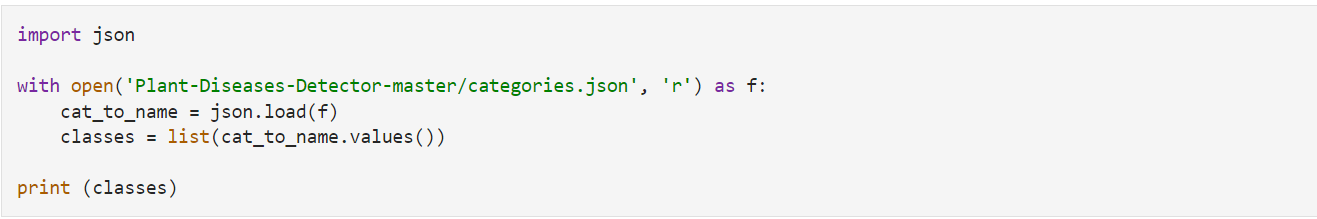 import json
with open('Plant-Diseases-Detector-master/categories.json', 'r') as f:
    cat_to_name = json.load(f)
    classes = list(cat_to_name.values())
print (classes)